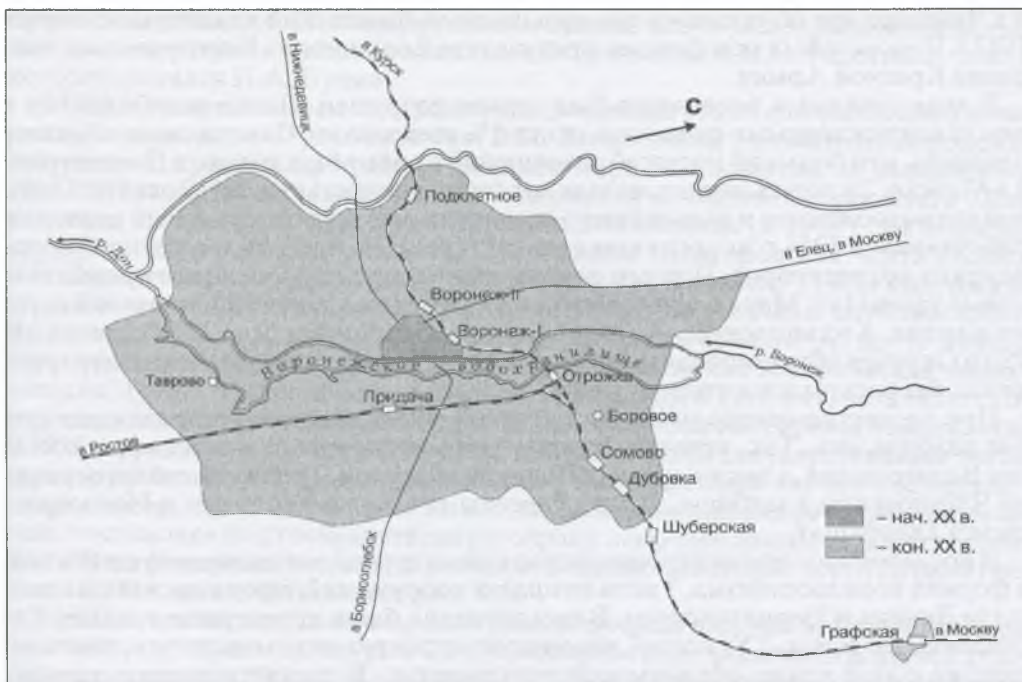 в Нижнедевицк
в Курск
С
Подклетное
р. Дон
в Елец, в Москву
Воронеж-II
Воронеж-I
р. Воронеж
Воронежское водохранилище
Таврово
Отрожка
Придача
Боровое
в Ростов
Сомово
Дубовка
Шуберская
– нач. XX в.
– кон. XX в.
в Борисоглебск
Графская
в Москву